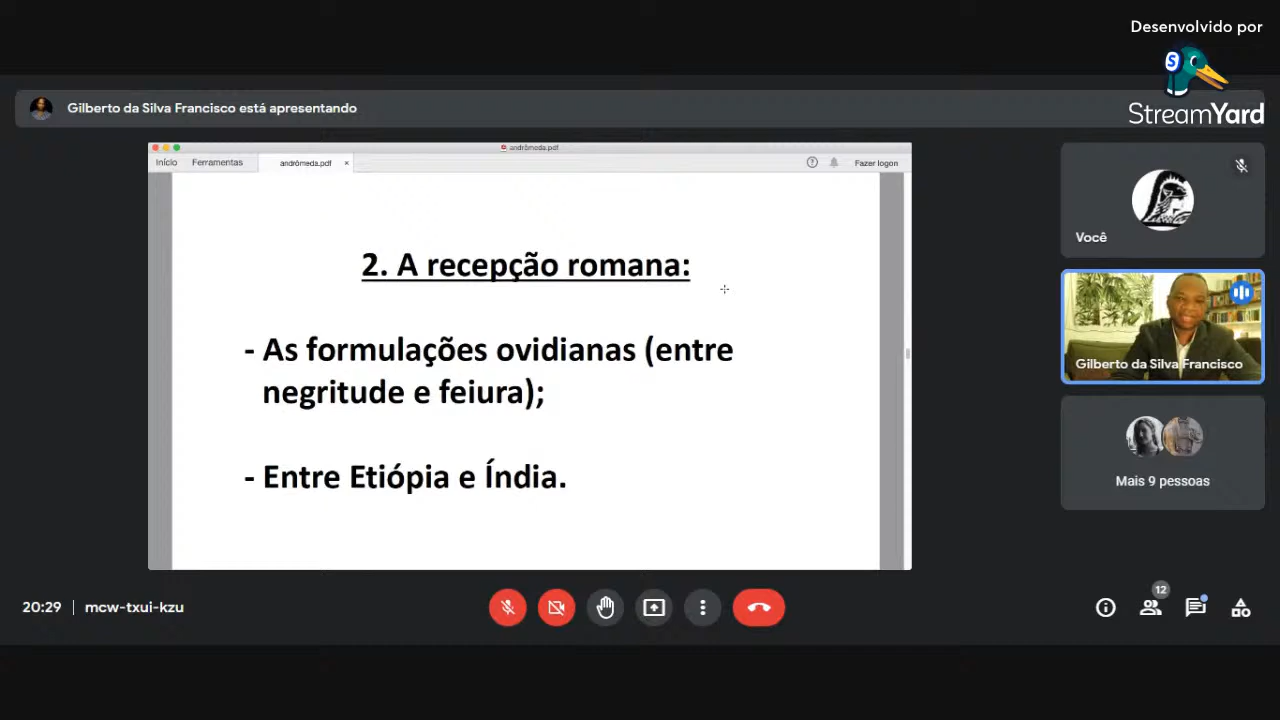 Desenvolvido por
StreamYard
Gilberto da Silva Francisco está apresentando
andrômeda.pdf
Início
Ferramentas
andrômeda.pdf
Fazer logon
2. A recepção romana:
- As formulações ovidianas (entre
negritude e feiura);
- Entre Etiópia e Índia.
Você
Gilberto da Silva Francisco
Mais 9 pessoas
20:29
mcw-txui-kzu
12